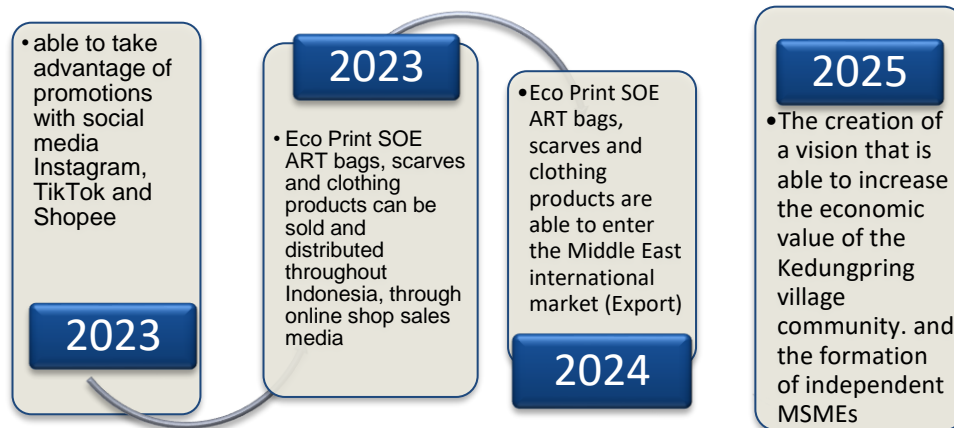 • able to take
advantage of
promotions
with social
media
Instagram,
TikTok and
Shopee
2023
2023
• Eco Print SOE
ART bags, scarves
and clothing
products can be
sold and
distributed
throughout
Indonesia, through
online shop sales
media
•Eco Print SOE
ART bags,
scarves and
clothing
products are
able to enter
the Middle East
international
market (Export)
2024
2025
•The creation of
a vision that is
able to increase
the economic
value of the
Kedungpring
village
community. and
the formation
of independent
MSMEs